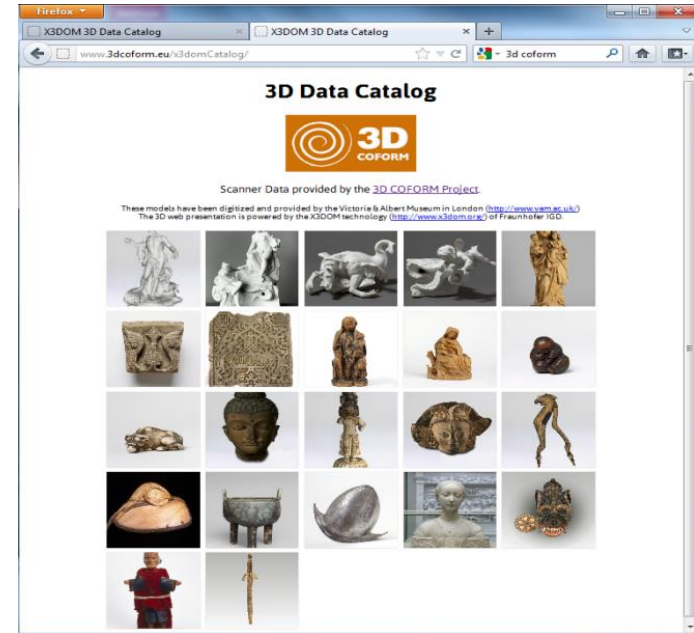 Firefox
X3DOM 3D Data Catalog
X3DOM 3D Data Catalog
www.3dcoform.eu/x3domCatalog/
3d coform
3D Data Catalog
3D
COFORM
Scanner Data provided by the 3D COFORM Project.
These models have been digitized and provided by the Victoria & Albert Museum in London (http://www.vam.ac.uk/)
The 3D web presentation is powered by the X3DOM technology (http://www.x3dom.org/) of Fraunhofer IGD.